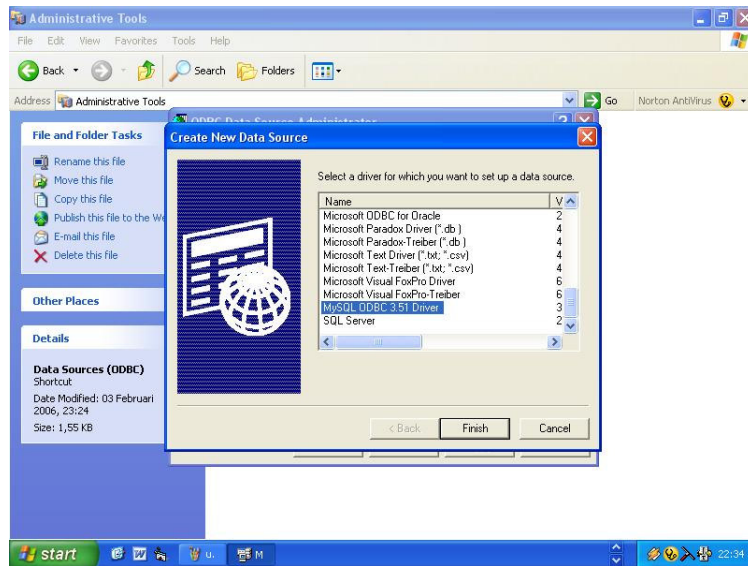 Administrative Tools
File Edit View Favorites Tools Help
Back Search Folders
Address Administrative Tools Go Norton AntiVirus
File and Folder Tasks
Rename this file
Move this file
Copy this file
Publish this file to the We
E-mail this file
Delete this file
Other Places
Details
Data Sources (ODBC)
Shortcut
Date Modified: 03 Februari
2006, 23:24
Size: 1,55 KB
ODBC Data Source Administrator
Create New Data Source
Select a driver for which you want to set up a data source.
Name V
Microsoft ODBC for Oracle 2
Microsoft Paradox Driver (*.db ) 4
Microsoft Paradox-Treiber (*.db ) 4
Microsoft Text Driver (*.txt; *.csv) 4
Microsoft Text-Treiber (*.txt; *.csv) 4
Microsoft Visual FoxPro Driver 6
Microsoft Visual FoxPro-Treiber 6
MySQL ODBC 3.51 Driver 3
SQL Server 2
< Back Finish Cancel
start u. M 22:34